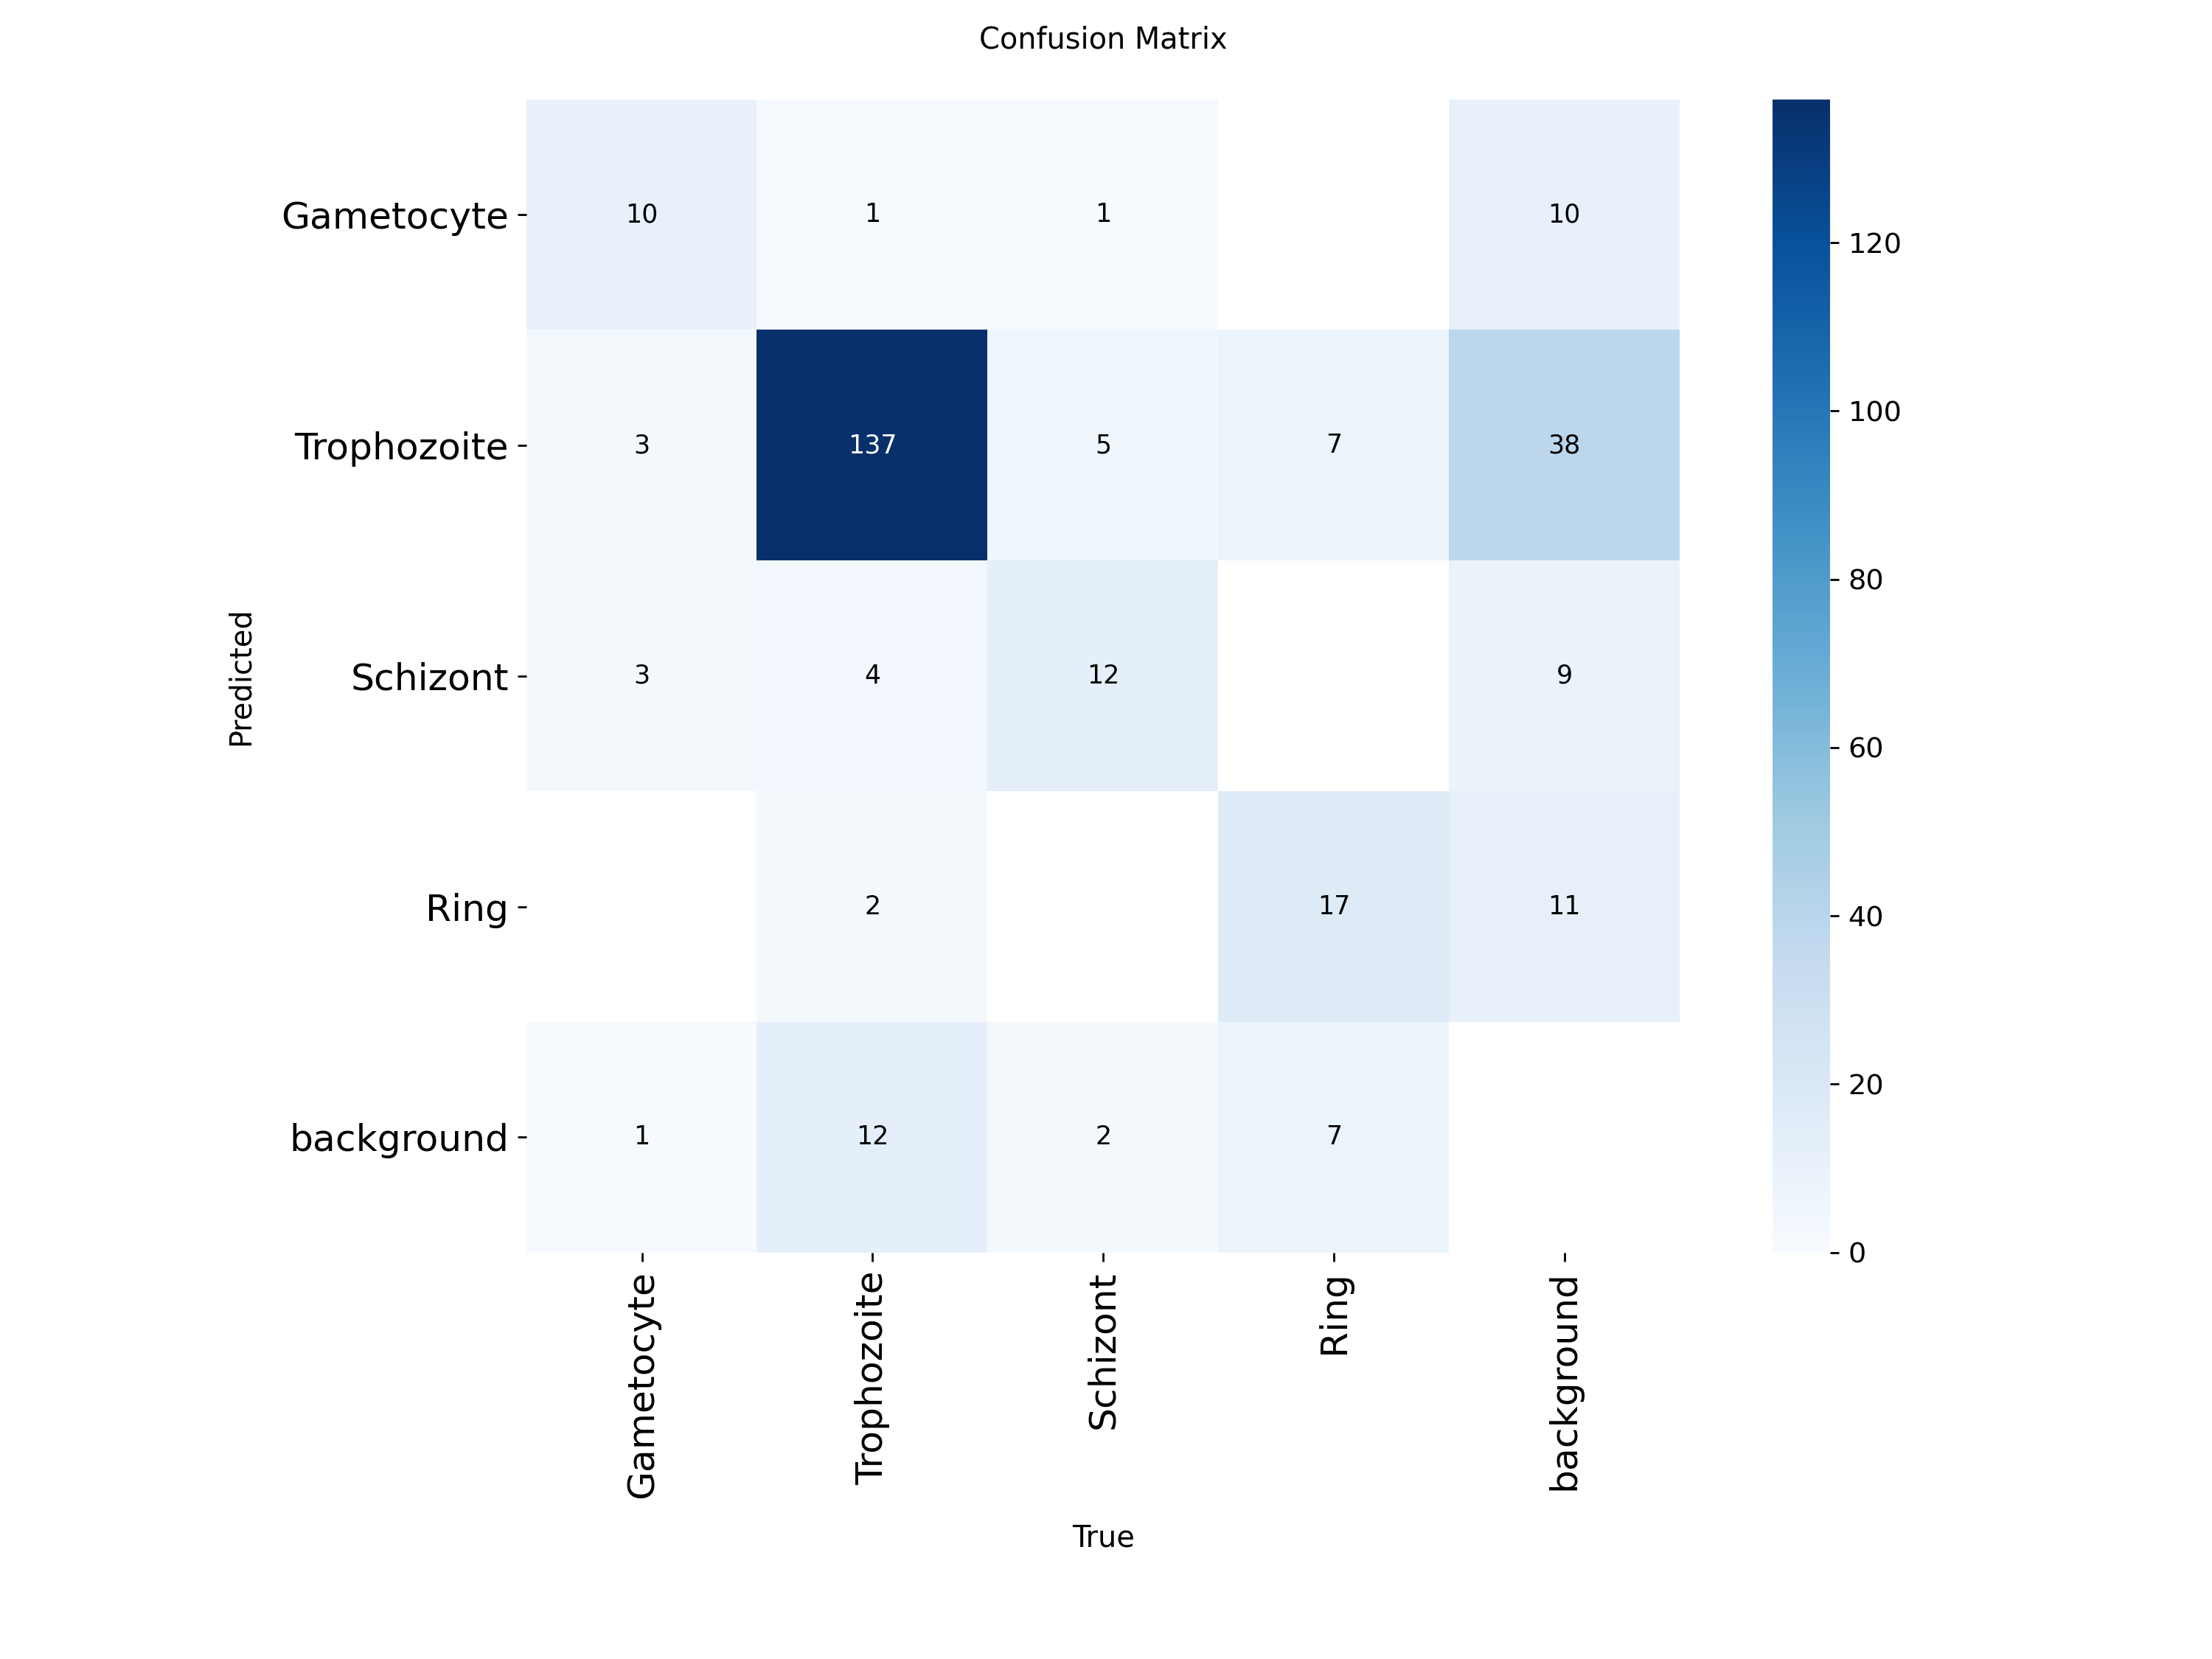 Confusion Matrix
Gametocyte 10 1 1 10
Trophozoite 3 137 5 7 38
Schizont 3 4 12 9
Ring 2 17 11
background 1 12 2 7
Predicted
Gametocyte Trophozoite Schizont Ring background
True
120
100
80
60
40
20
0